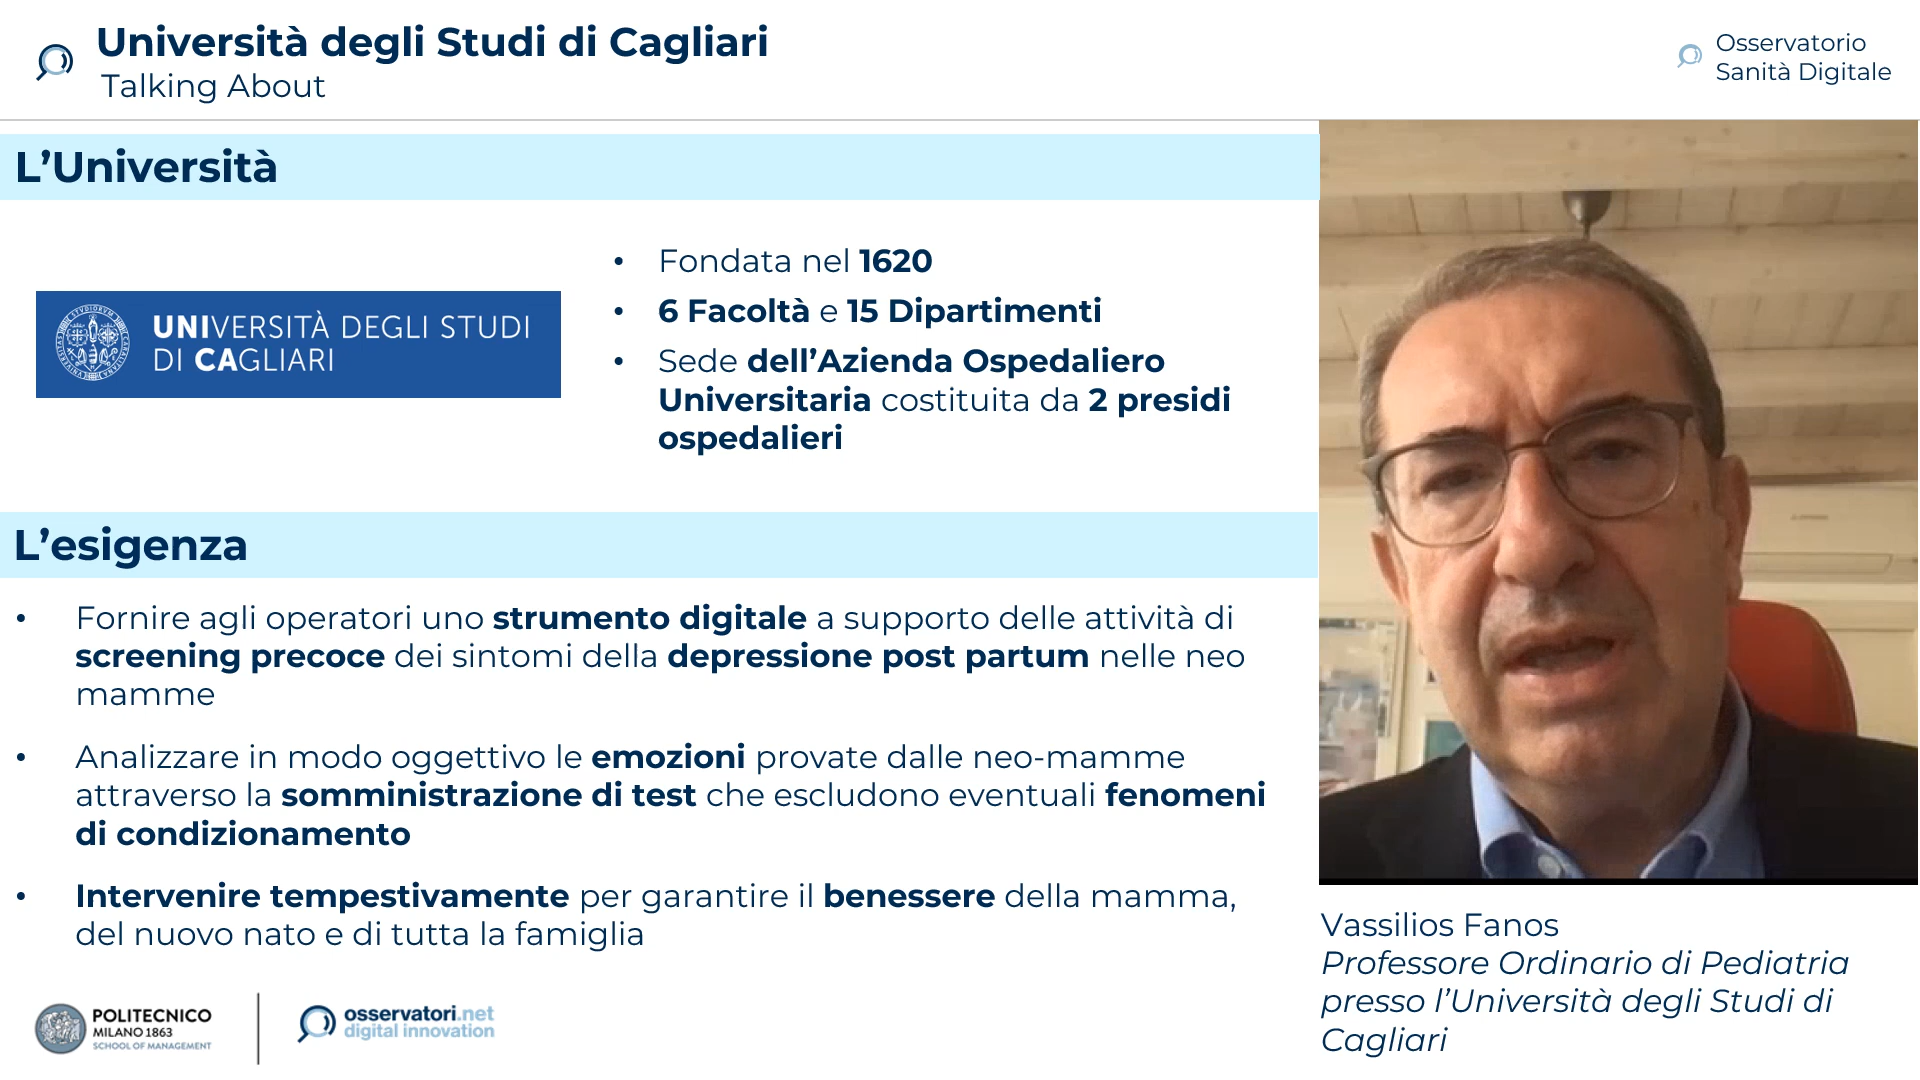 Università degli Studi di Cagliari
Talking About
Osservatorio
Sanità Digitale
L’Università
UNIVERSITÀ DEGLI STUDI
DI CAGLIARI
• Fondata nel 1620
• 6 Facoltà e 15 Dipartimenti
• Sede dell’Azienda Ospedaliero
Universitaria costituita da 2 presidi
ospedalieri
L’esigenza
• Fornire agli operatori uno strumento digitale a supporto delle attività di
screening precoce dei sintomi della depressione post partum nelle neo
mamme
• Analizzare in modo oggettivo le emozioni provate dalle neo-mamme
attraverso la somministrazione di test che escludono eventuali fenomeni
di condizionamento
• Intervenire tempestivamente per garantire il benessere della mamma,
del nuovo nato e di tutta la famiglia
Vassilios Fanos
Professore Ordinario di Pediatria
presso l’Università degli Studi di
Cagliari
POLITECNICO
MILANO 1863
SCHOOL OF MANAGEMENT
osservatori.net
digital innovation